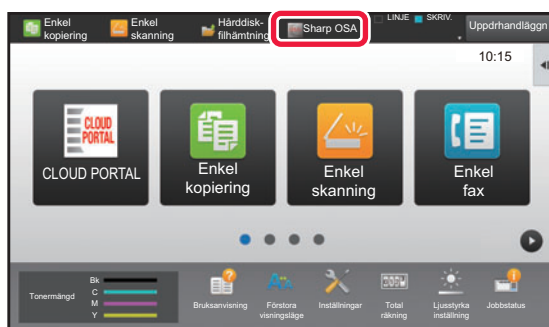 Enkel
kopiering
Enkel
skanning
Hårddisk-
filhämtning
Sharp OSA
LINJE
SKRIV.
Uppdrhandläggn
10:15
CLOUD
PORTAL
CLOUD PORTAL
Enkel
kopiering
Enkel
skanning
Enkel
fax
Tonermängd
Bk
C
M
Y
Bruksanvisning
Förstora
visningsläge
Inställningar
Total
räkning
Ljusstyrka
inställning
Jobbstatus